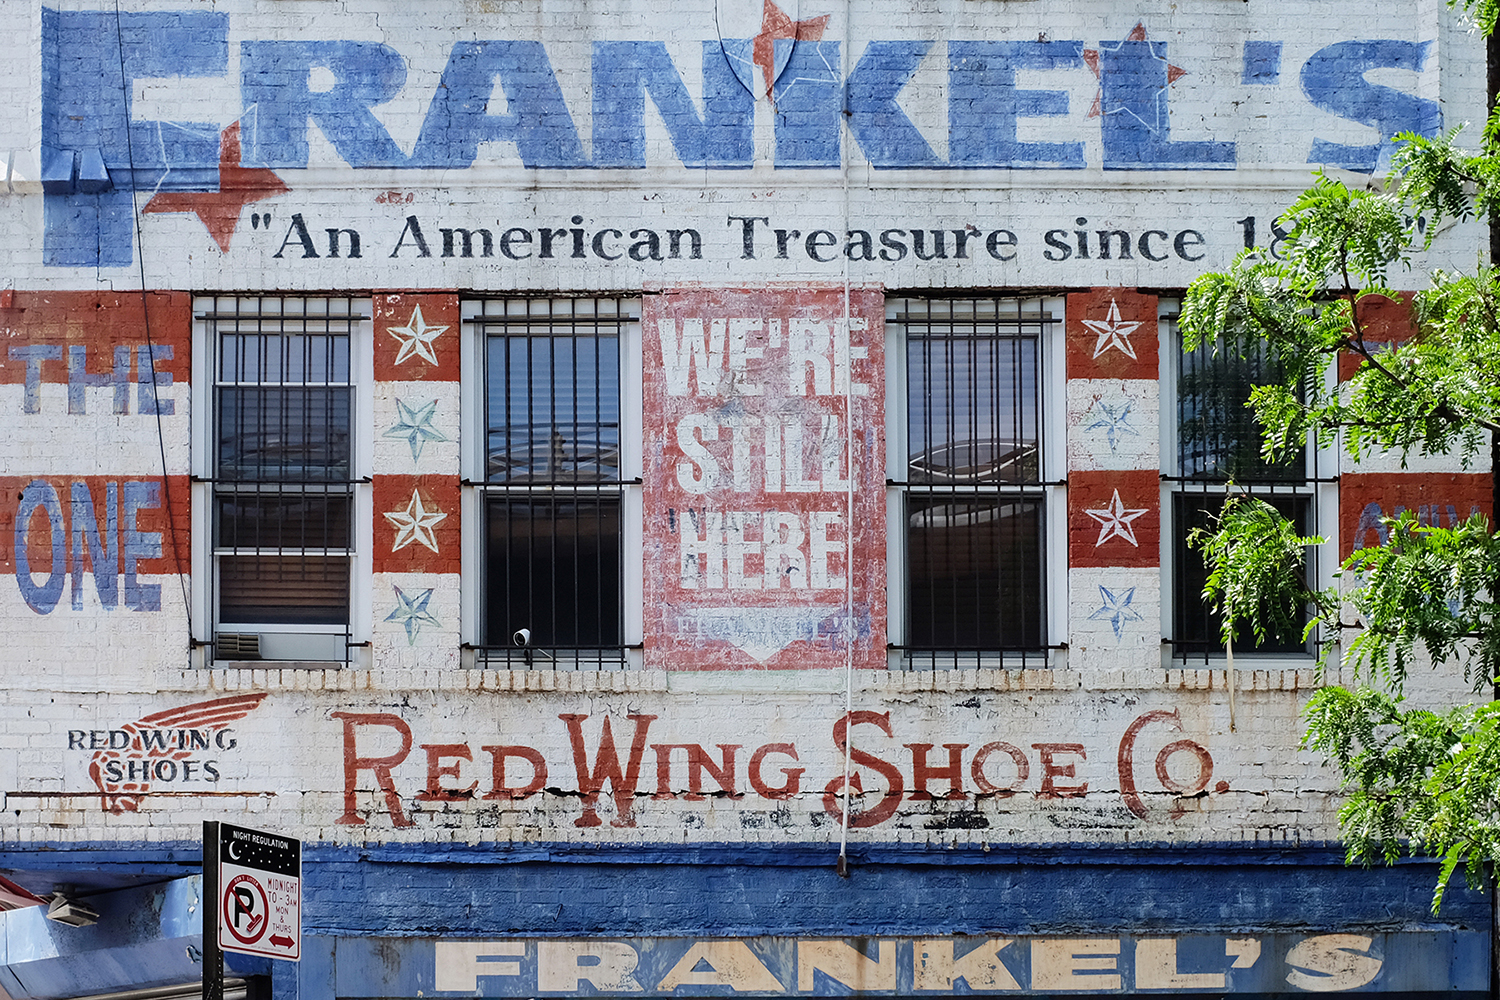 FRANKEL'S
"An American Treasure since 18 "
THE
ONE
WE'RE
STILL
HERE
FRANKEL'S
RED WING
SHOES
RED WING SHOE CO.
NIGHT REGULATION
MIDNIGHT
TO - 3AM
MON
&
THURS
FRANKEL'S